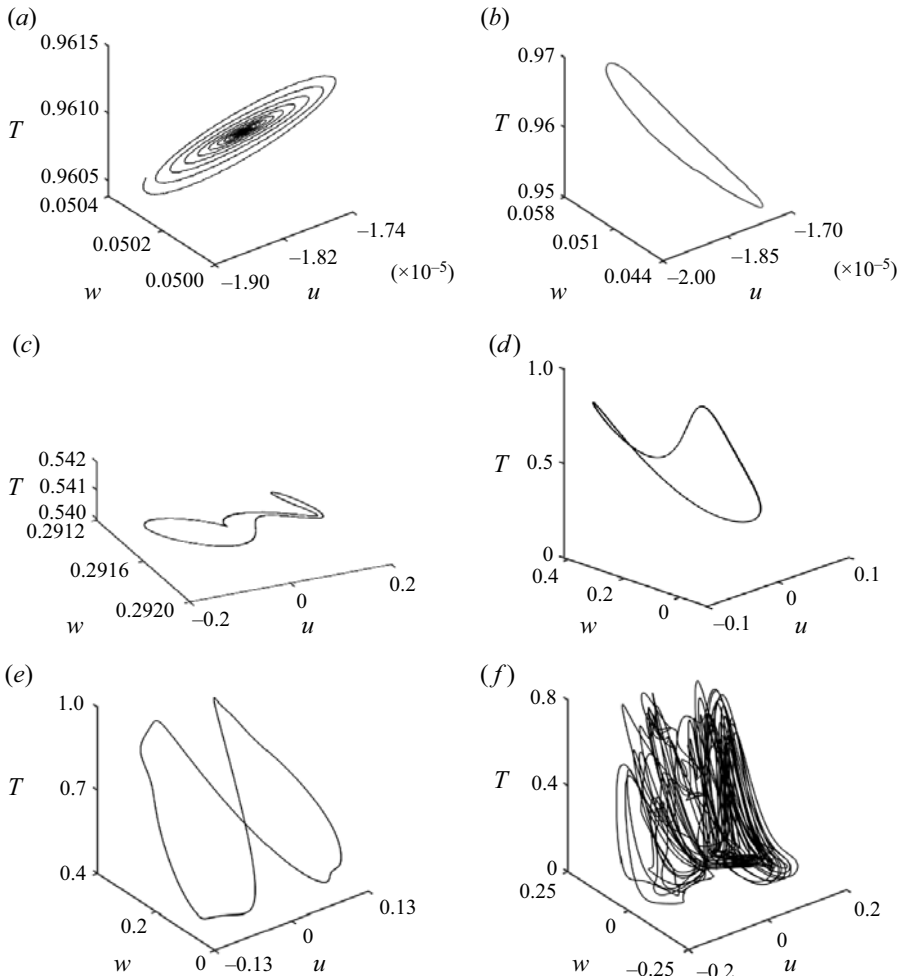 (a)
0.9615
0.9610
T
0.9605
0.0504
0.0502
0.0500
w
–1.90
–1.82
–1.74
u
(×10–5)
(b)
0.97
T
0.96
0.95
0.058
0.051
0.044
w
–2.00
–1.85
–1.70
u
(×10–5)
(c)
0.542
T
0.541
0.540
0.2912
0.2916
0.2920
w
–0.2
0
0.2
u
(d)
1.0
T
0.5
0
0.4
0.2
0
w
–0.1
0
0.1
u
(e)
1.0
T
0.7
0.4
0.2
0
w
–0.13
0
0.13
u
(f)
0.8
T
0.4
0
0.25
0
–0.25
w
–0.2
0
0.2
u